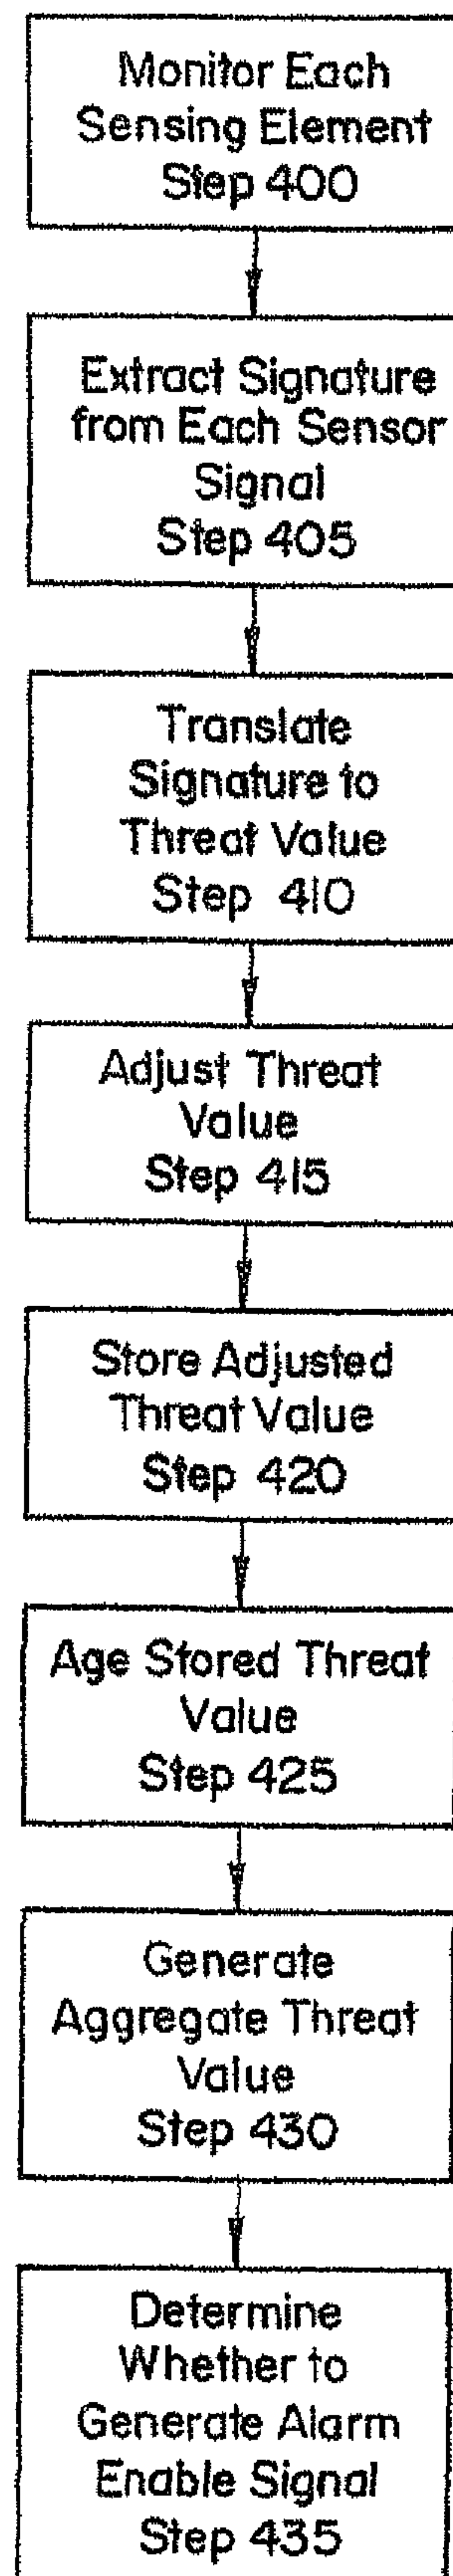 Monitor Each
Sensing Element
Step 400
Extract Signature
from Each Sensor
Signal
Step 405
Translate
Signature to
Threat Value
Step 410
Adjust Threat
Value
Step 415
Store Adjusted
Threat Value
Step 420
Age Stored Threat
Value
Step 425
Generate
Aggregate Threat
Value
Step 430
Determine
Whether to
Generate Alarm
Enable Signal
Step 435